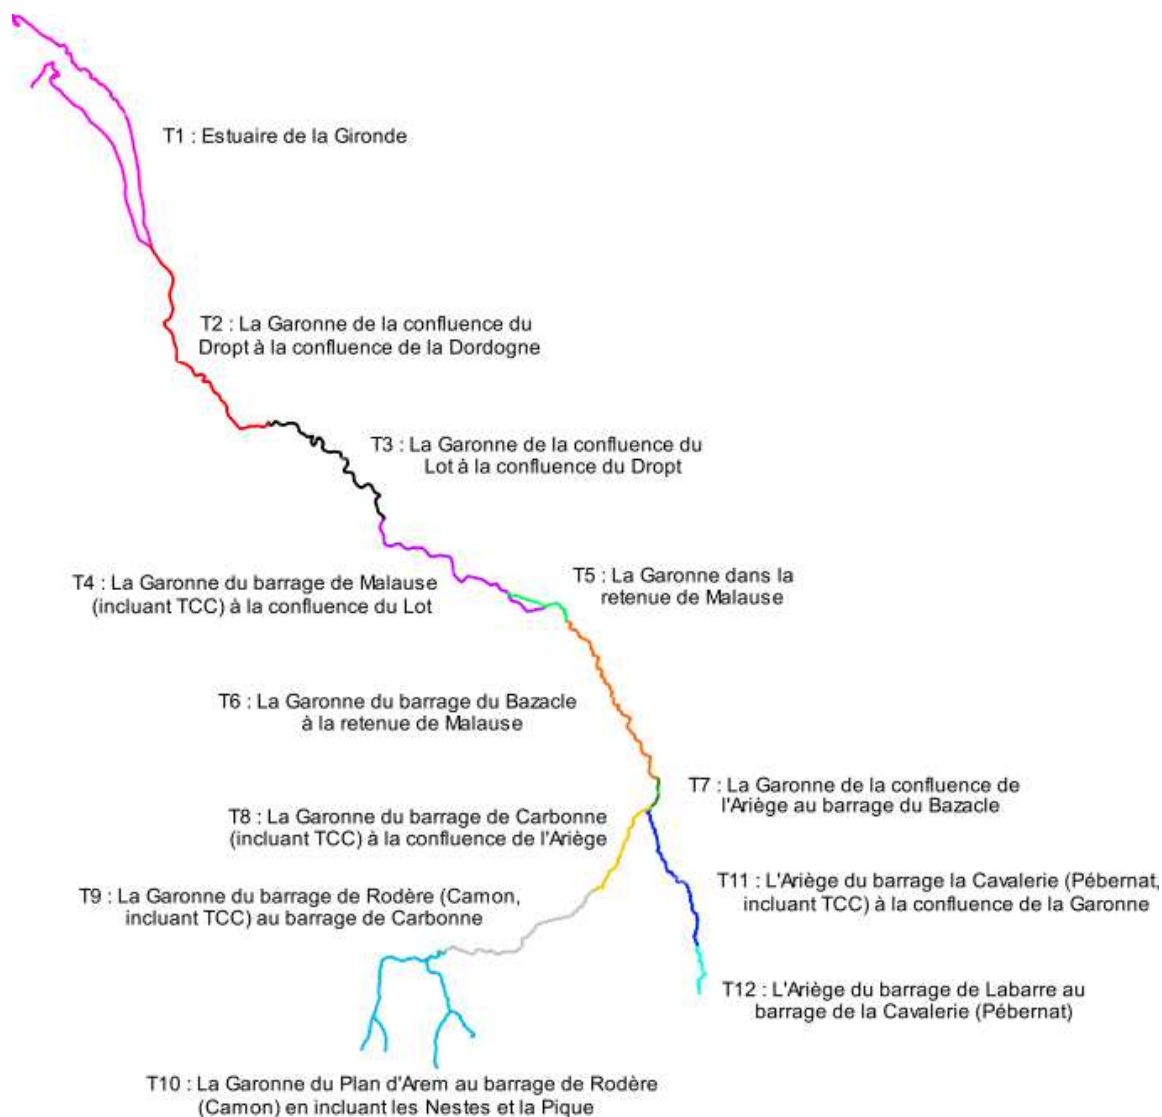 T1 : Estuaire de la Gironde
T2 : La Garonne de la confluence du
Dropt à la confluence de la Dordogne
T3 : La Garonne de la confluence du
Lot à la confluence du Dropt
T4 : La Garonne du barrage de Malause
(incluant TCC) à la confluence du Lot
T5 : La Garonne dans la
retenue de Malause
T6 : La Garonne du barrage du Bazacle
à la retenue de Malause
T7 : La Garonne de la confluence de
l'Ariège au barrage du Bazacle
T8 : La Garonne du barrage de Carbonne
(incluant TCC) à la confluence de l'Ariège
T9 : La Garonne du barrage de Rodère (Camon,
incluant TCC) au barrage de Carbonne
T11 : L'Ariège du barrage la Cavalerie (Pébernat,
incluant TCC) à la confluence de la Garonne
T12 : L'Ariège du barrage de Labarre au
barrage de la Cavalerie (Pébernat)
T10 : La Garonne du Plan d'Arem au barrage de Rodère
(Camon) en incluant les Nestes et la Pique